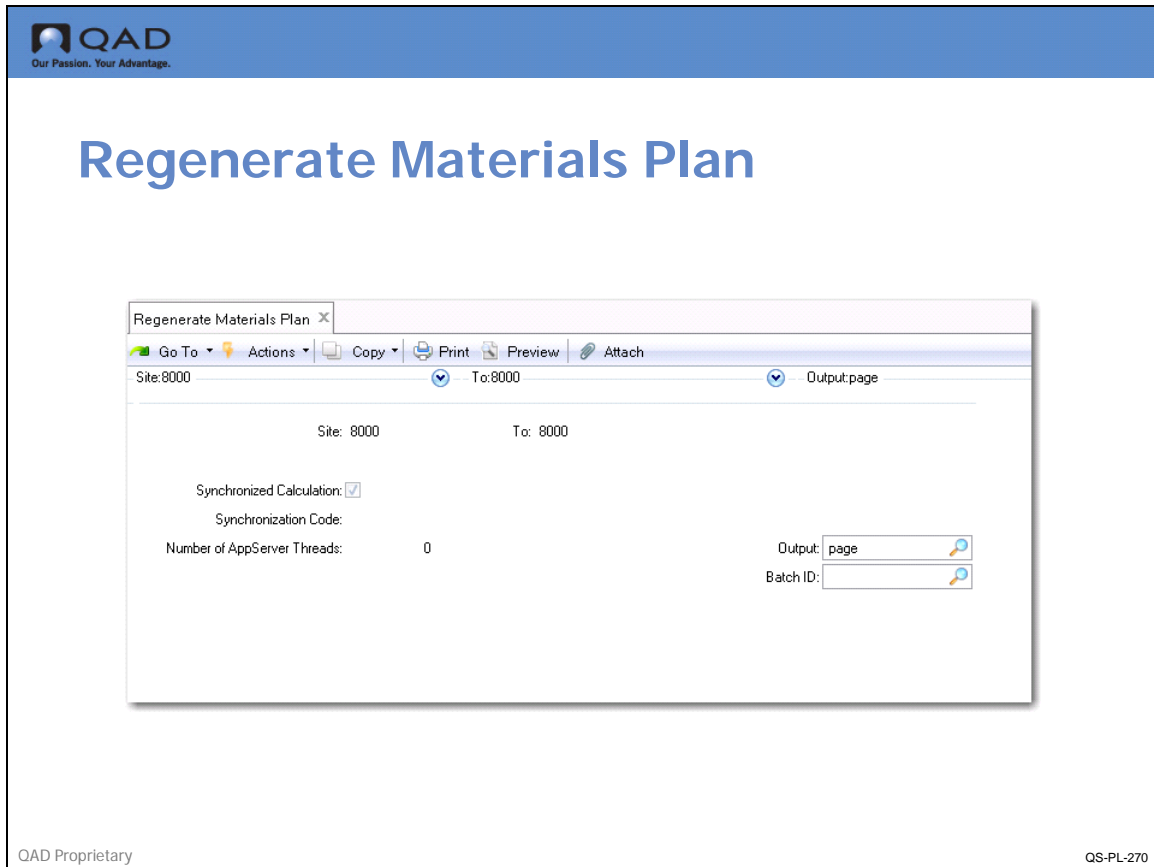 QAD
Our Passion. Your Advantage.
Regenerate Materials Plan
Regenerate Materials Plan
Go To Actions Copy Print Preview Attach
Site:8000 To:8000 Output:page
Site: 8000 To: 8000
Synchronized Calculation:
Synchronization Code:
Number of AppServer Threads: 0 Output: page
Batch ID:
QAD Proprietary QS-PL-270